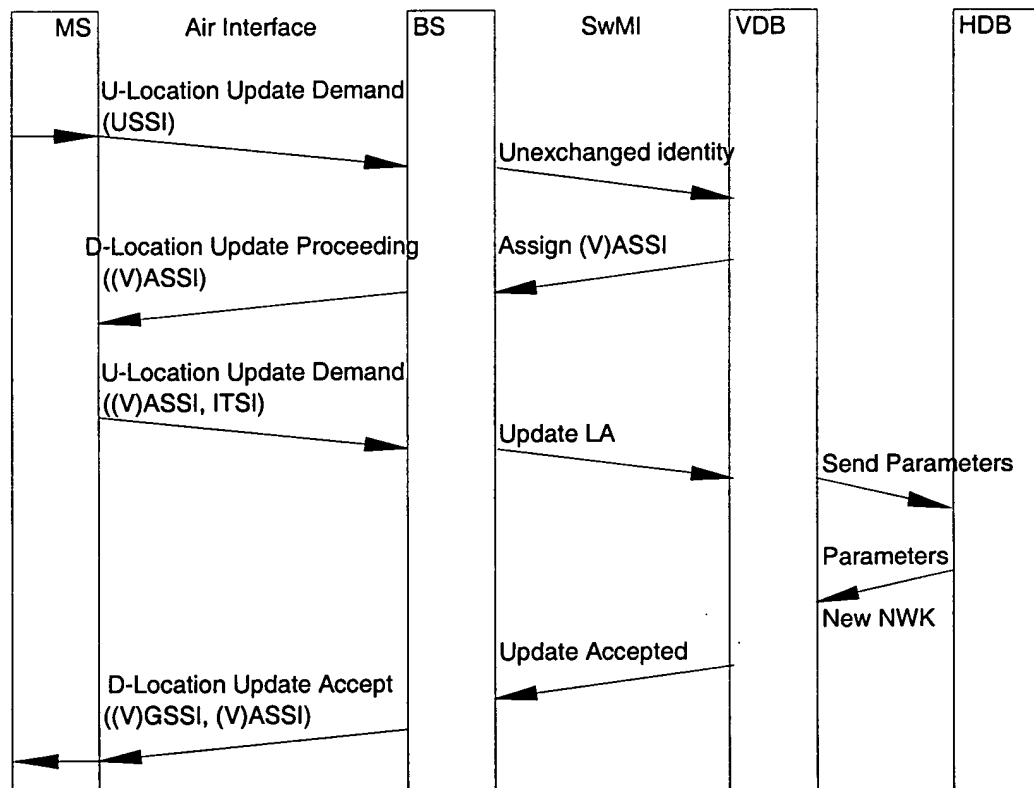 MS Air Interface BS SwMI VDB HDB
U-Location Update Demand
(USSI)
Unexchanged identity
D-Location Update Proceeding
((V)ASSI)
Assign (V)ASSI
U-Location Update Demand
((V)ASSI, ITSI)
Update LA
Send Parameters
Parameters
New NWK
Update Accepted
D-Location Update Accept
((V)GSSI, (V)ASSI)